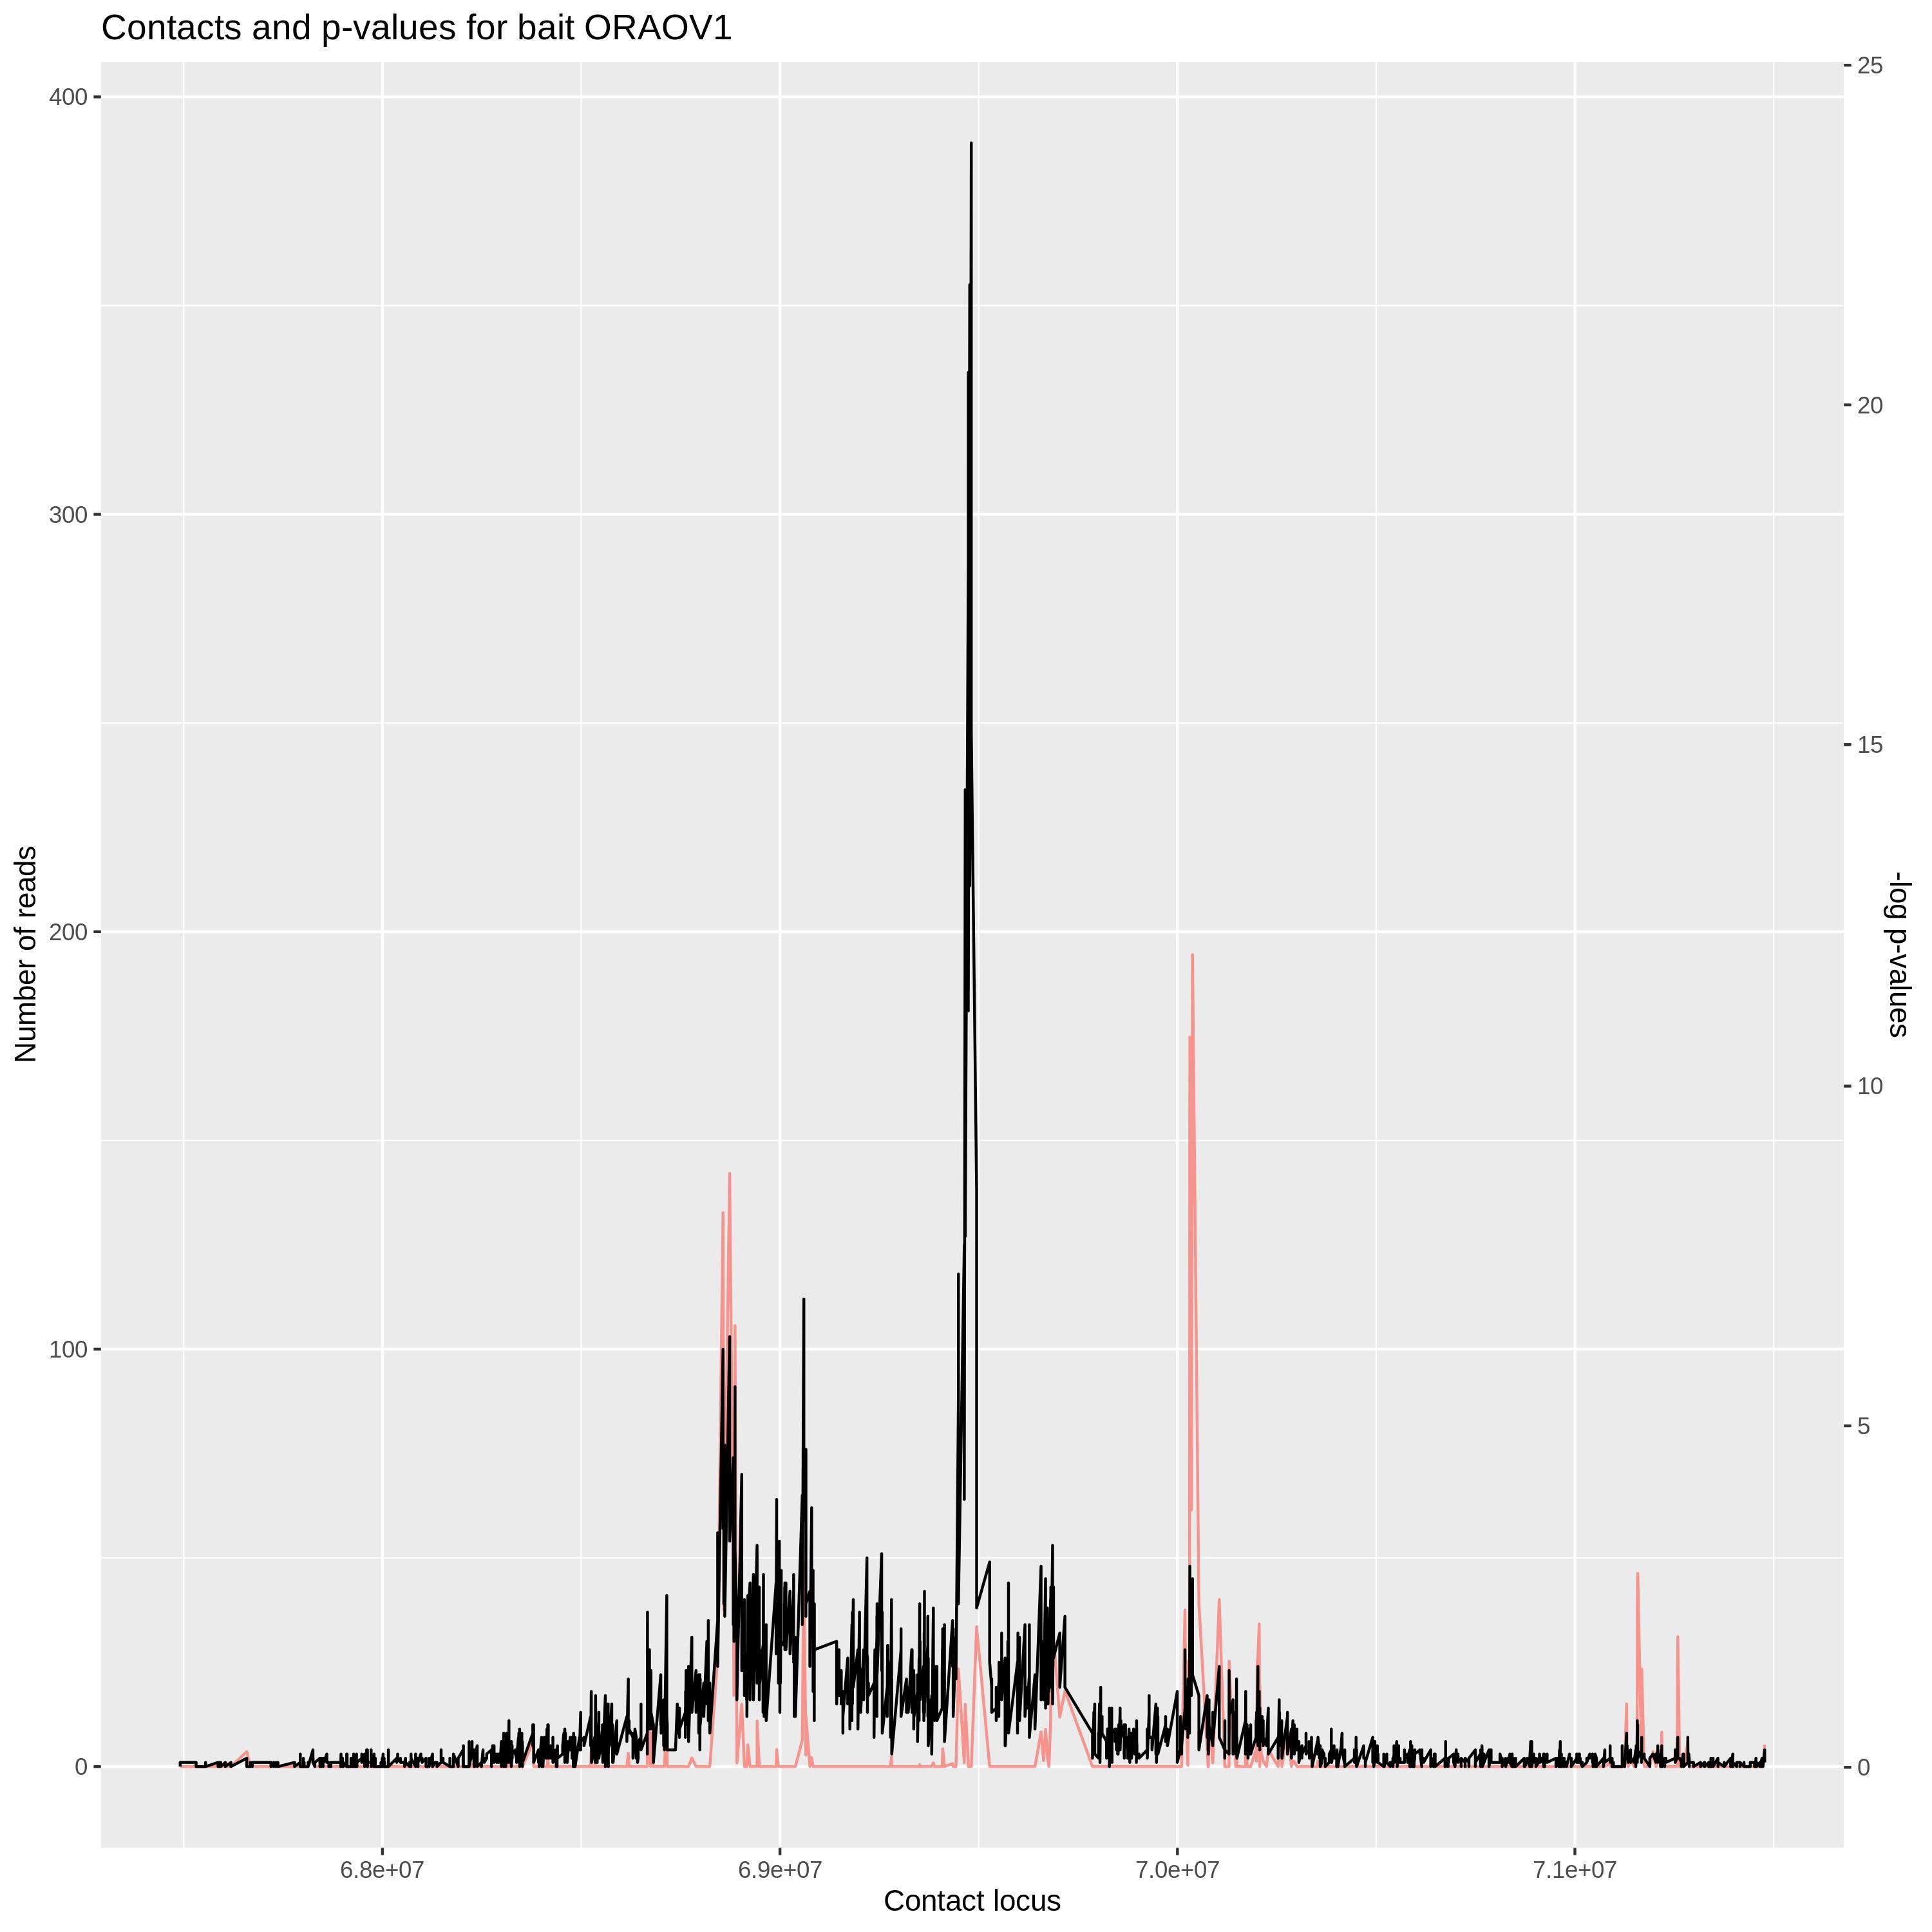 Contacts and p-values for bait ORAOV1
400
300
200
100
0
25
20
15
10
5
0
Number of reads
-log p-values
6.8e+07 6.9e+07 7.0e+07 7.1e+07
Contact locus